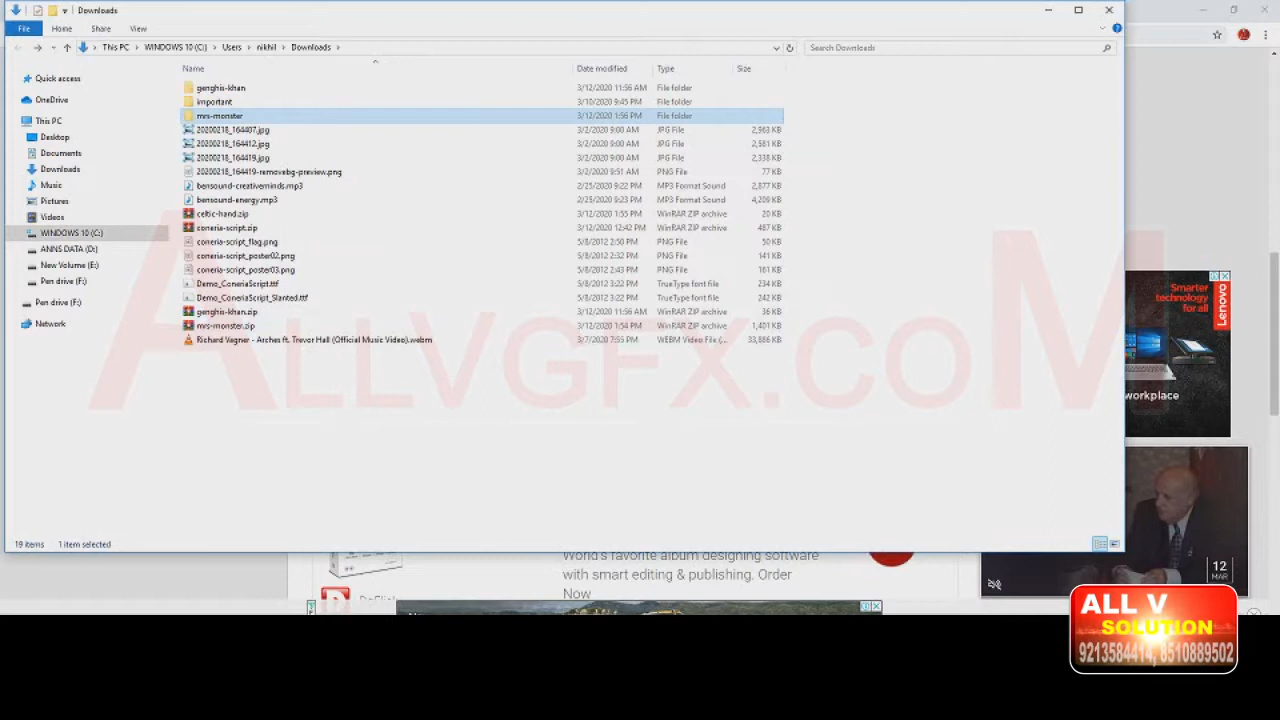 Downloads
File Home Share View
This PC > WINDOWS 10 (C:) > Users > nikhil > Downloads >
Search Downloads
Name Date modified Type Size
Quick access
OneDrive
This PC
Desktop
Documents
Downloads
Music
Pictures
Videos
WINDOWS 10 (C:)
ANNS DATA (D:)
New Volume (E:)
Pen drive (F:)
Pen drive (F:)
Network
genghis-khan 3/12/2020 11:56 AM File folder
important 3/10/2020 9:45 PM File folder
mrs-monster 3/12/2020 1:56 PM File folder
20200218_164407.jpg 3/2/2020 9:00 AM JPG File 2,963 KB
20200218_164412.jpg 3/2/2020 9:00 AM JPG File 2,581 KB
20200218_164419.jpg 3/2/2020 9:00 AM JPG File 2,338 KB
20200218_164419-removebg-preview.png 3/2/2020 9:31 AM PNG File 77 KB
bensound-creativeminds.mp3 2/25/2020 9:22 PM MP3 Format Sound 2,877 KB
bensound-energy.mp3 2/25/2020 9:23 PM MP3 Format Sound 4,209 KB
celtic-hand.zip 3/12/2020 1:55 PM WinRAR ZIP archive 20 KB
coneria-script.zip 3/12/2020 12:42 PM WinRAR ZIP archive 487 KB
coneria-script_flag.png 5/8/2012 2:50 PM PNG File 50 KB
coneria-script_poster02.png 5/8/2012 2:32 PM PNG File 141 KB
coneria-script_poster03.png 5/8/2012 2:43 PM PNG File 161 KB
Demo_ConeriaScript.ttf 5/8/2012 3:22 PM TrueType font file 234 KB
Demo_ConeriaScript_Slanted.ttf 5/8/2012 3:22 PM TrueType font file 242 KB
genghis-khan.zip 3/12/2020 11:56 AM WinRAR ZIP archive 36 KB
mrs-monster.zip 3/12/2020 1:54 PM WinRAR ZIP archive 1,401 KB
Richard Vagner - Arches ft. Trevor Hall (Official Music Video).webm 3/7/2020 7:55 PM WEBM Video File (... 33,886 KB
ALLVGFX.COM
19 items 1 item selected
Smarter
technology
for all
Lenovo
workplace
World's favorite album designing software
with smart editing & publishing. Order
Now
12
MAR
ALL V
SOLUTION
9213584414, 8510889502